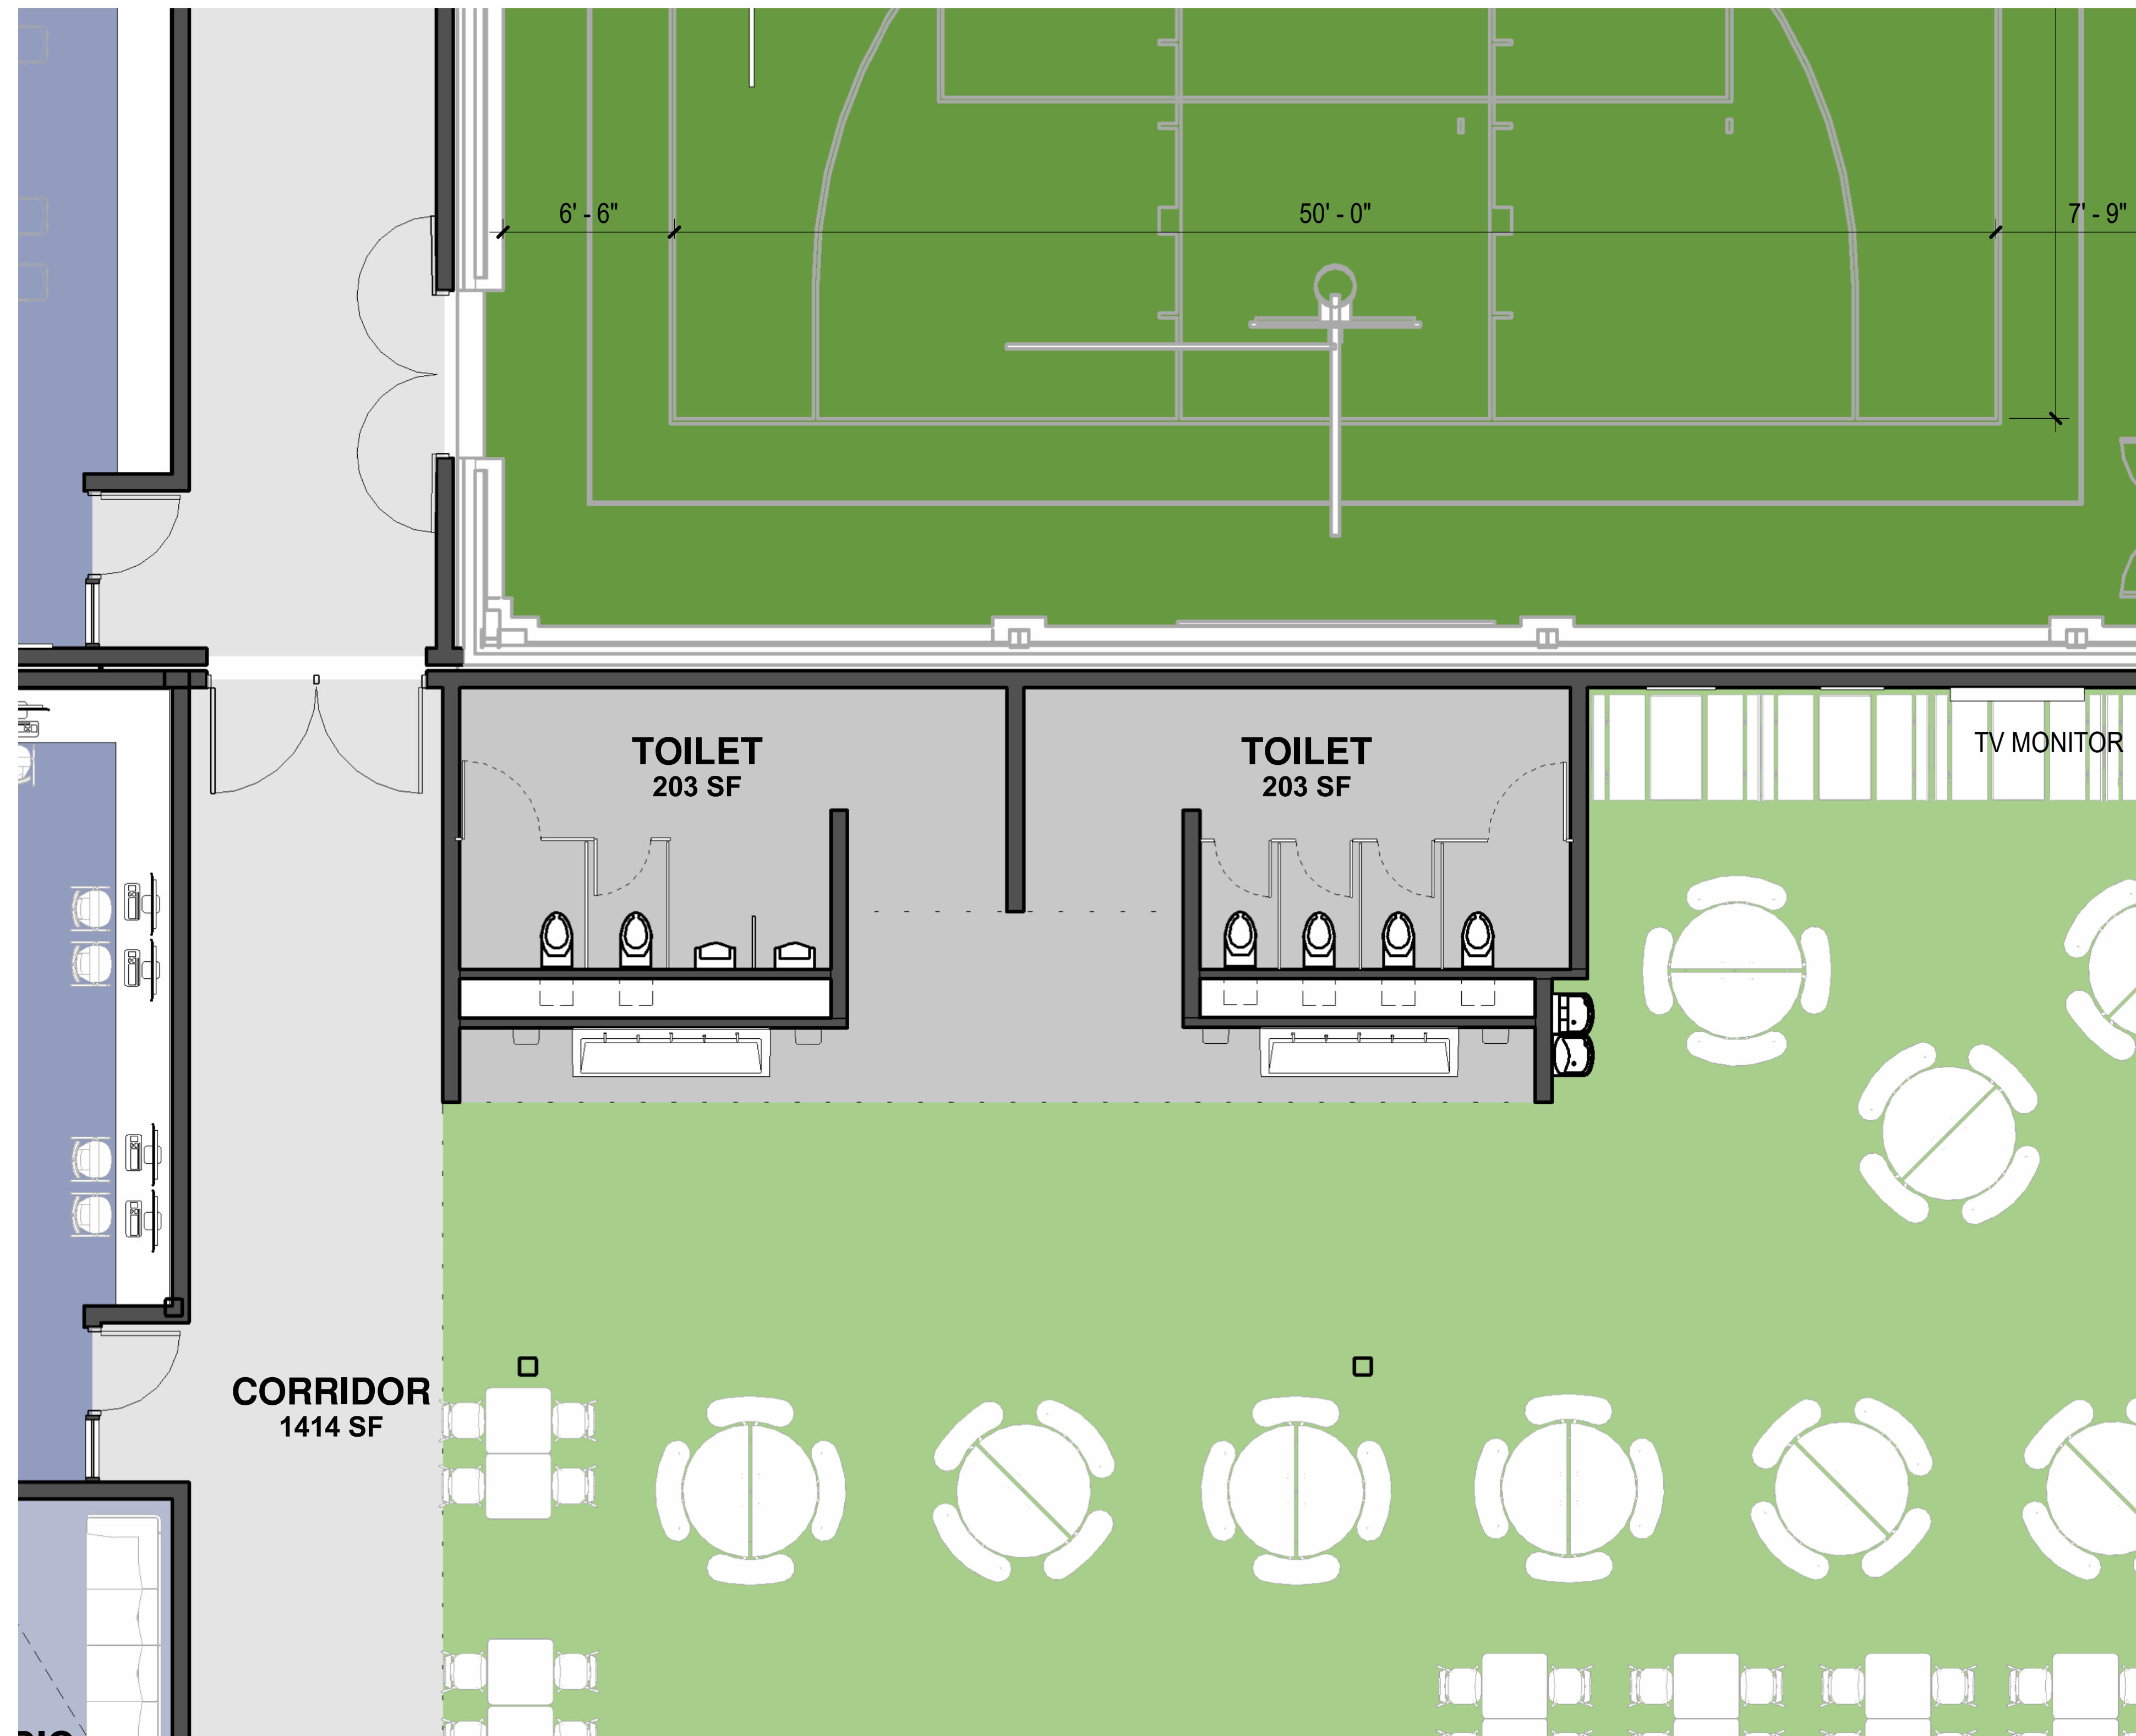 6' - 6"
50' - 0"
7' - 9"
TOILET
203 SF
TOILET
203 SF
TV MONITOR
CORRIDOR
1414 SF